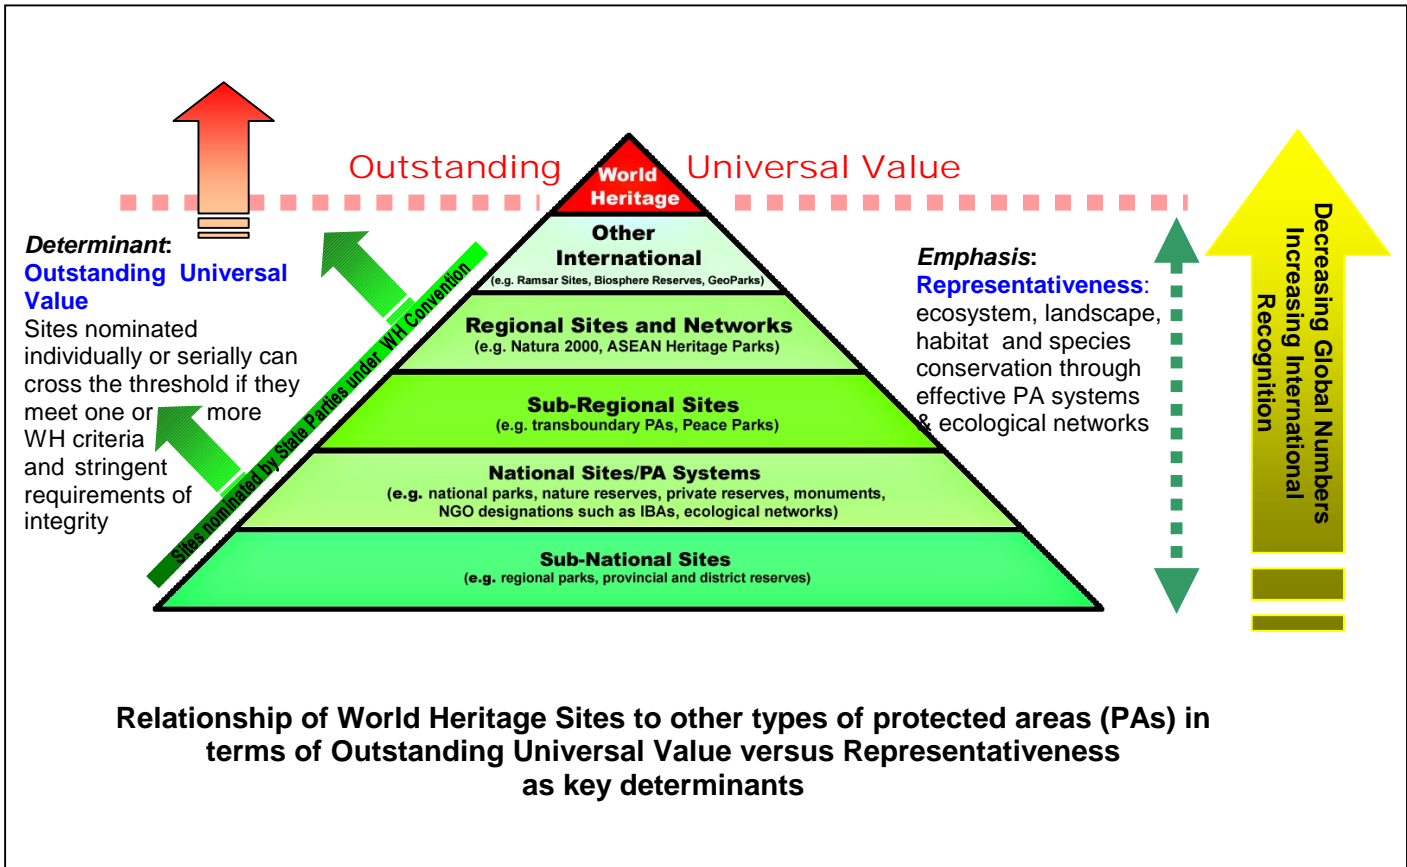 Outstanding Universal Value
World
Heritage
Determinant:
Outstanding Universal
Value
Sites nominated
individually or serially can
cross the threshold if they
meet one or more
WH criteria
and stringent
requirements of
integrity
Sites nominated by State Parties under WH Convention
Other
International
(e.g. Ramsar Sites, Biosphere Reserves, GeoParks)
Regional Sites and Networks
(e.g. Natura 2000, ASEAN Heritage Parks)
Sub-Regional Sites
(e.g. transboundary PAs, Peace Parks)
National Sites/PA Systems
(e.g. national parks, nature reserves, private reserves, monuments,
NGO designations such as IBAs, ecological networks)
Sub-National Sites
(e.g. regional parks, provincial and district reserves)
Emphasis:
Representativeness:
ecosystem, landscape,
habitat and species
conservation through
effective PA systems
& ecological networks
Decreasing Global Numbers
Increasing International
Recognition
Relationship of World Heritage Sites to other types of protected areas (PAs) in
terms of Outstanding Universal Value versus Representativeness
as key determinants